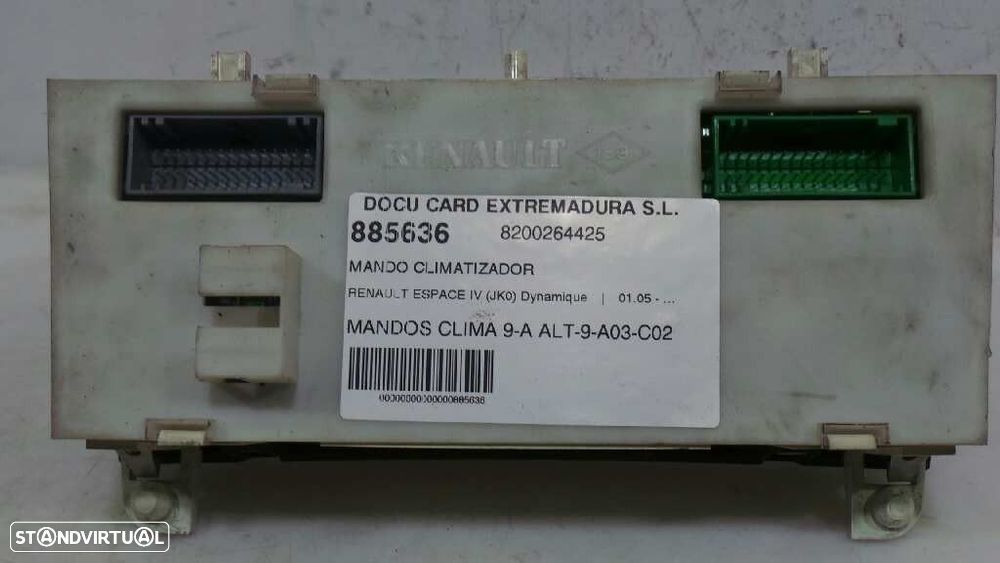 RENAULT
DOCU CARD EXTREMADURA S.L.
885636 8200264425
MANDO CLIMATIZADOR
RENAULT ESPACE IV (JK0) Dynamique | 01.05 - ...
MANDOS CLIMA 9-A ALT-9-A03-C02
0000000000000885636
STANDVIRTUAL